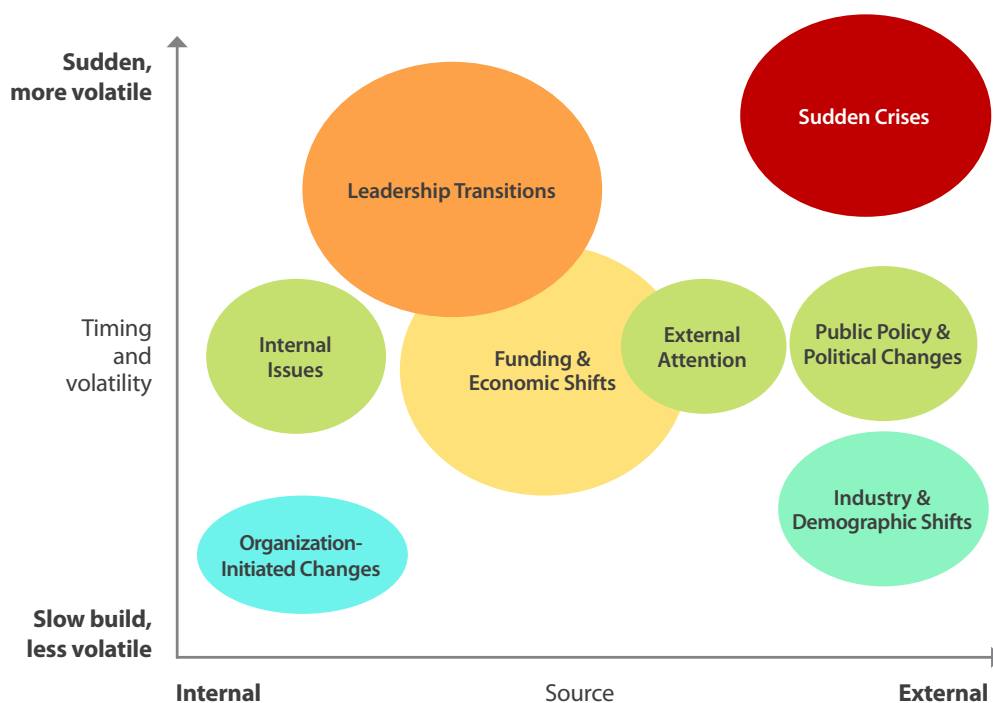 Sudden,
more volatile
Sudden Crises
Leadership Transitions
Timing
and
volatility
Internal
Issues
Funding &
Economic Shifts
External
Attention
Public Policy &
Political Changes
Industry &
Demographic Shifts
Organization-
Initiated Changes
Slow build,
less volatile
Internal
Source
External